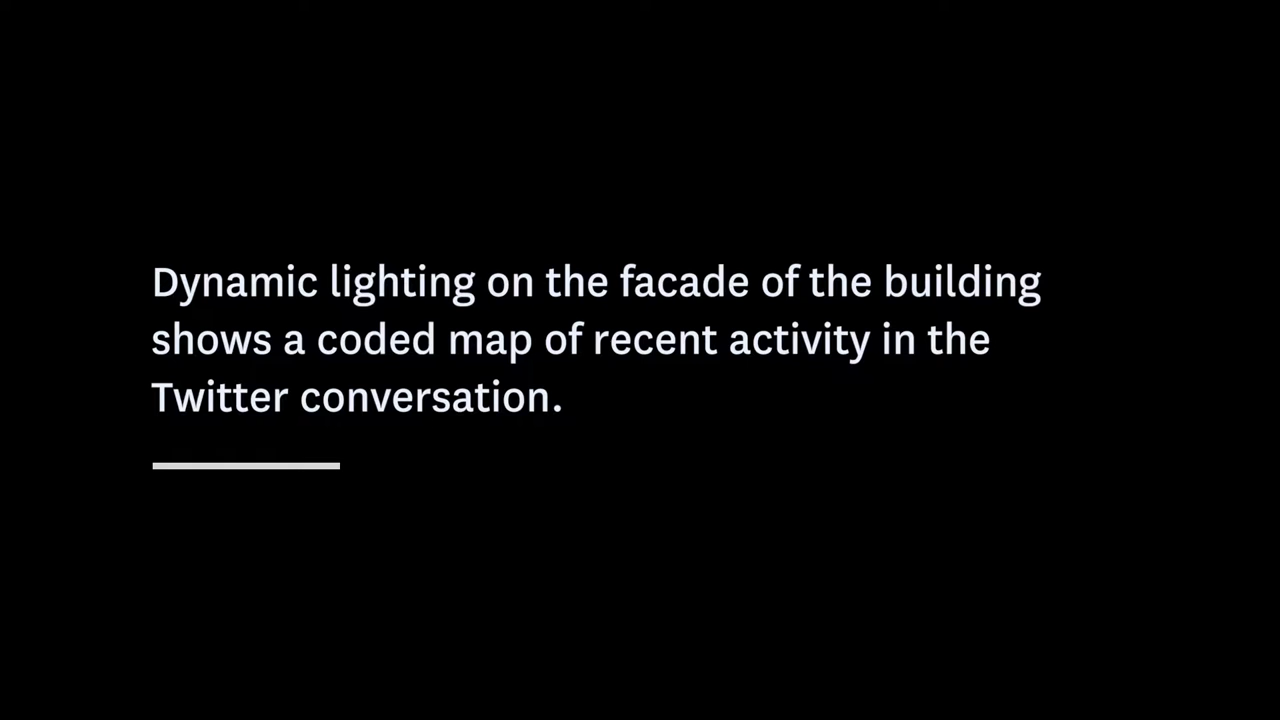 Dynamic lighting on the facade of the building
shows a coded map of recent activity in the
Twitter conversation.